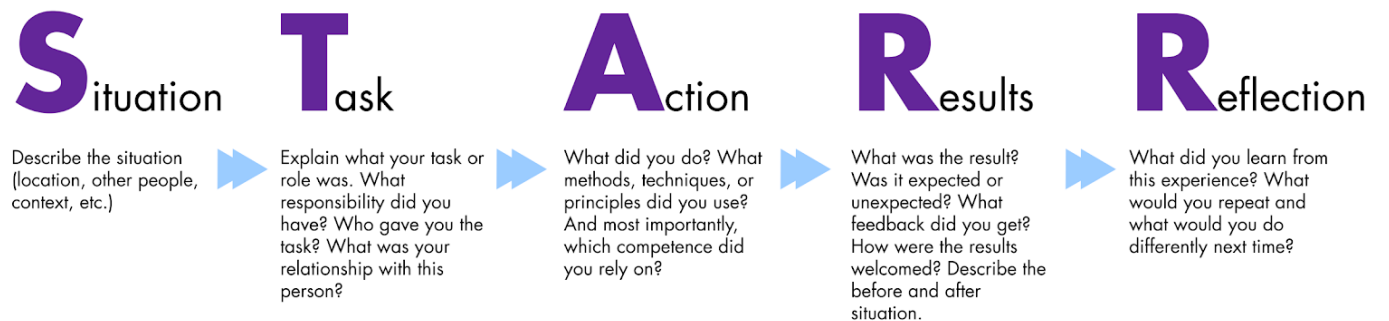 Situation
Describe the situation
(location, other people,
context, etc.)
Task
Explain what your task or
role was. What
responsibility did you
have? Who gave you the
task? What was your
relationship with this
person?
Action
What did you do? What
methods, techniques, or
principles did you use?
And most importantly,
which competence did
you rely on?
Results
What was the result?
Was it expected or
unexpected? What
feedback did you get?
How were the results
welcomed? Describe the
before and after
situation.
Reflection
What did you learn from
this experience? What
would you repeat and
what would you do
differently next time?